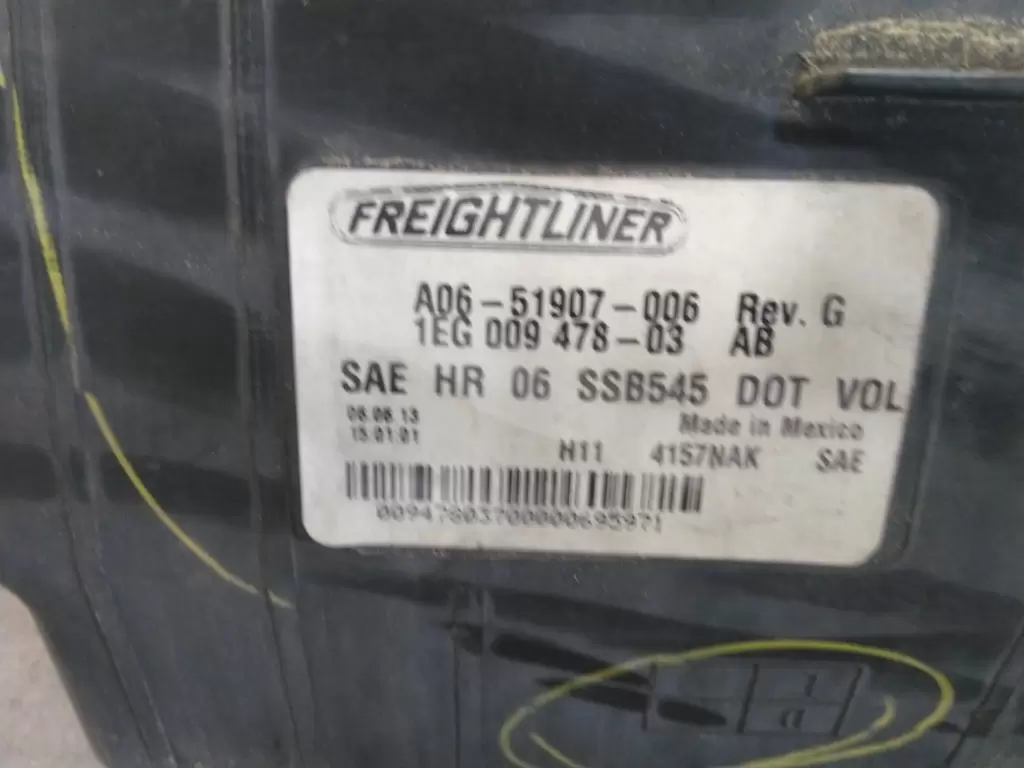 FREIGHTLINER
A06-51907-006 Rev. G
1EG 009 478-03 AB
SAE HR 06 SSB545 DOT VOL
06.06.13 Made in Mexico
15:01:01
H11 4157NAK SAE
00947803700000695971